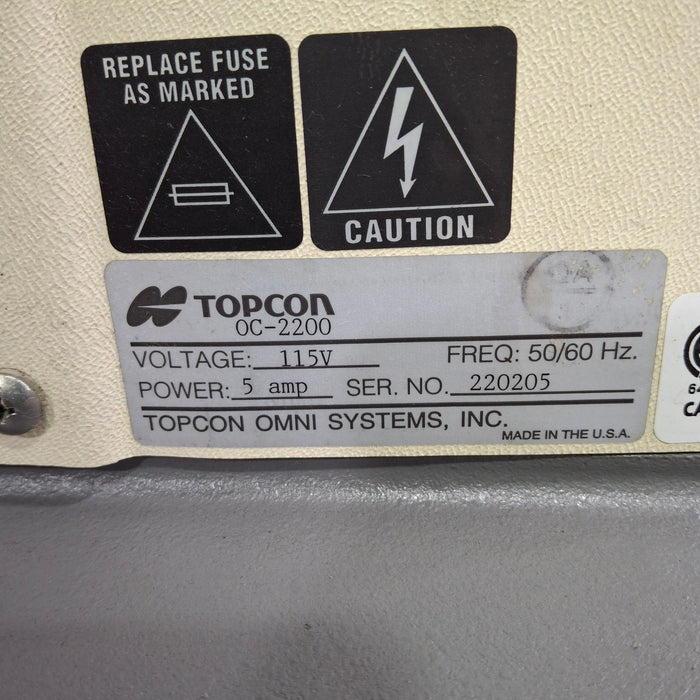 REPLACE FUSE
AS MARKED
CAUTION
QA
TOPCON
OC-2200
VOLTAGE: 115V FREQ: 50/60 Hz.
POWER: 5 amp SER. NO. 220205
TOPCON OMNI SYSTEMS, INC.
MADE IN THE U.S.A.